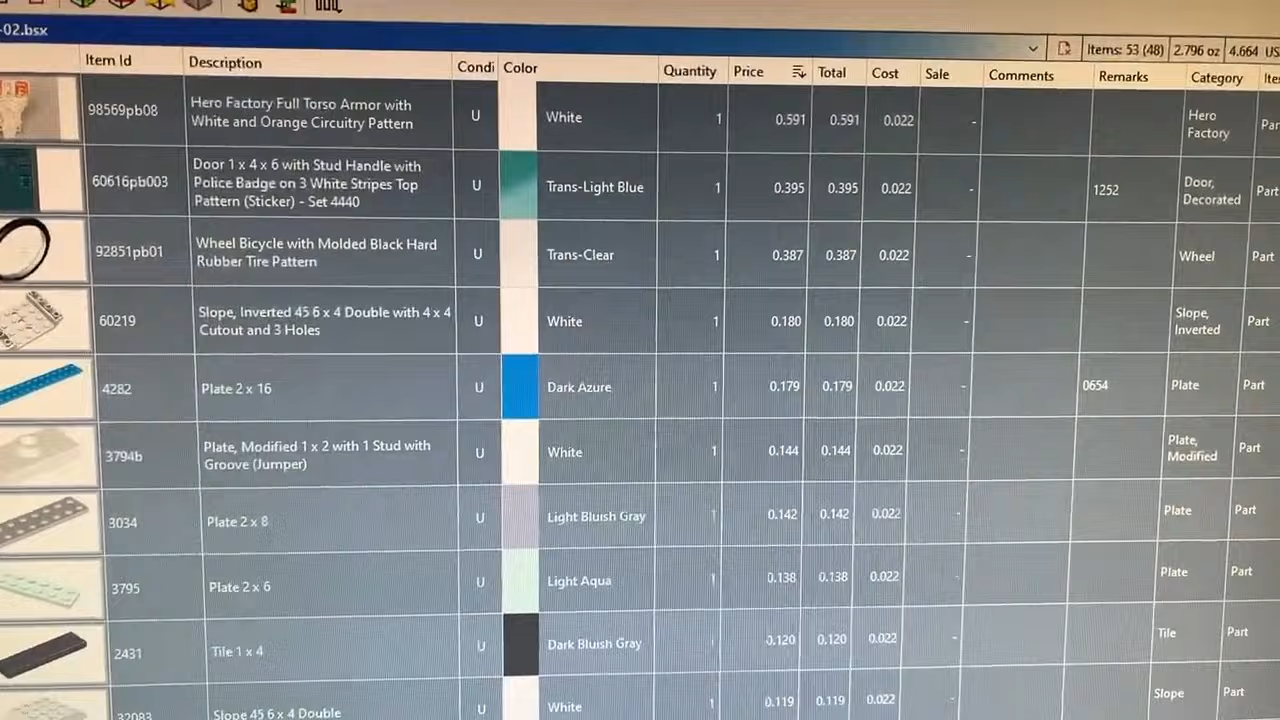 -02.bsx
Items: 53 (48) 2.796 oz 4.664 US
Item Id Description Condi Color Quantity Price Total Cost Sale Comments Remarks Category Ite
98569pb08 Hero Factory Full Torso Armor with White and Orange Circuitry Pattern U White 1 0.591 0.591 0.022 - Hero Factory Par
60616pb003 Door 1 x 4 x 6 with Stud Handle with Police Badge on 3 White Stripes Top Pattern (Sticker) - Set 4440 U Trans-Light Blue 1 0.395 0.395 0.022 - 1252 Door, Decorated Part
92851pb01 Wheel Bicycle with Molded Black Hard Rubber Tire Pattern U Trans-Clear 1 0.387 0.387 0.022 - Wheel Part
60219 Slope, Inverted 45 6 x 4 Double with 4 x 4 Cutout and 3 Holes U White 1 0.180 0.180 0.022 - Slope, Inverted Part
4282 Plate 2 x 16 U Dark Azure 1 0.179 0.179 0.022 - 0654 Plate Part
3794b Plate, Modified 1 x 2 with 1 Stud with Groove (Jumper) U White 1 0.144 0.144 0.022 - Plate, Modified Part
3034 Plate 2 x 8 U Light Bluish Gray 1 0.142 0.142 0.022 - Plate Part
3795 Plate 2 x 6 U Light Aqua 1 0.138 0.138 0.022 - Plate Part
2431 Tile 1 x 4 U Dark Bluish Gray 1 0.120 0.120 0.022 - Tile Part
32083 Slope 45 6 x 4 Double U White 1 0.119 0.119 0.022 - Slope Part